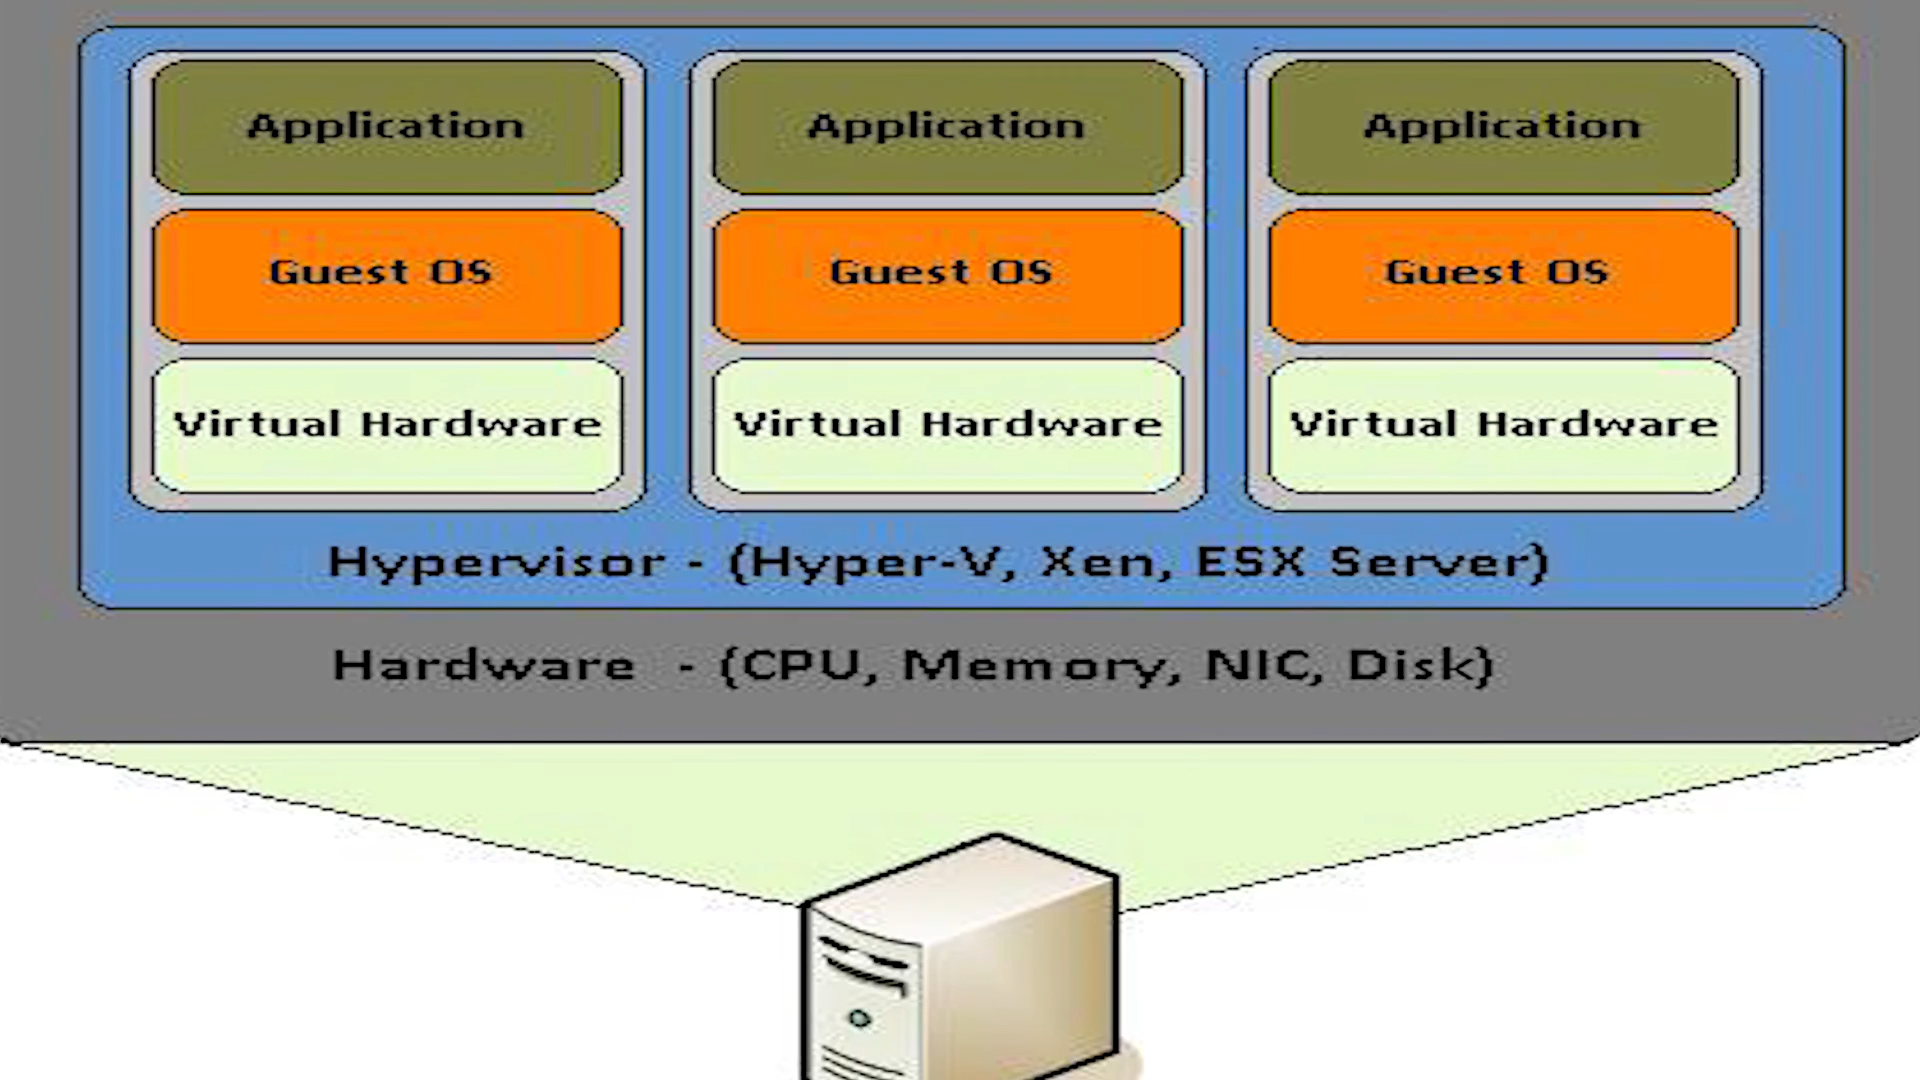 Application Application Application
Guest OS Guest OS Guest OS
Virtual Hardware Virtual Hardware Virtual Hardware
Hypervisor - (Hyper-V, Xen, ESX Server)
Hardware - (CPU, Memory, NIC, Disk)